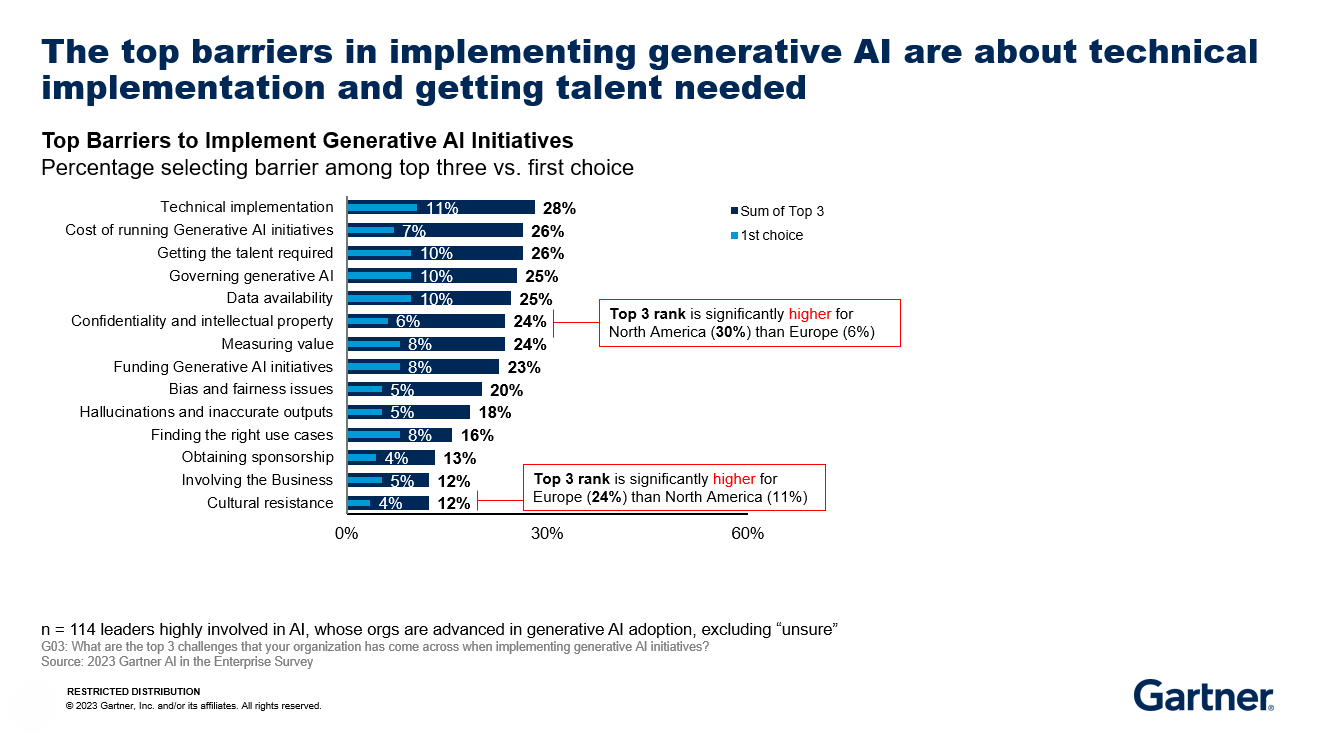 The top barriers in implementing generative AI are about technical
implementation and getting talent needed
Top Barriers to Implement Generative AI Initiatives
Percentage selecting barrier among top three vs. first choice
Technical implementation 11% 28%
Cost of running Generative AI initiatives 7% 26%
Getting the talent required 10% 26%
Governing generative AI 10% 25%
Data availability 10% 25%
Confidentiality and intellectual property 6% 24%
Measuring value 8% 24%
Funding Generative AI initiatives 8% 23%
Bias and fairness issues 5% 20%
Hallucinations and inaccurate outputs 5% 18%
Finding the right use cases 8% 16%
Obtaining sponsorship 4% 13%
Involving the Business 5% 12%
Cultural resistance 4% 12%
0% 30% 60%
Sum of Top 3
1st choice
Top 3 rank is significantly higher for
North America (30%) than Europe (6%)
Top 3 rank is significantly higher for
Europe (24%) than North America (11%)
n = 114 leaders highly involved in AI, whose orgs are advanced in generative AI adoption, excluding “unsure”
G03: What are the top 3 challenges that your organization has come across when implementing generative AI initiatives?
Source: 2023 Gartner AI in the Enterprise Survey
RESTRICTED DISTRIBUTION
© 2023 Gartner, Inc. and/or its affiliates. All rights reserved.
Gartner®